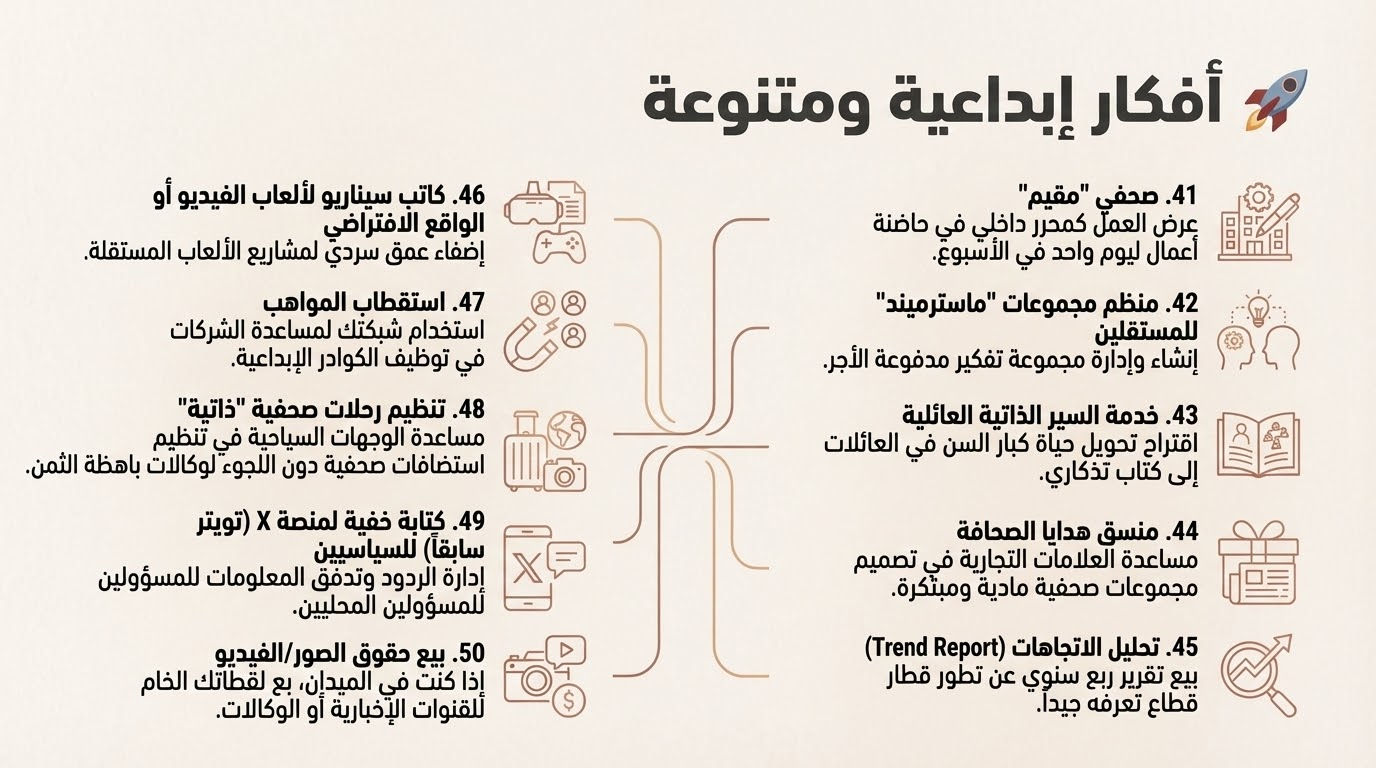 أفكار إبداعية ومتنوعة
41. صحفي "مقيم"
عرض العمل كمحرر داخلي في حاضنة
أعمال ليوم واحد في الأسبوع.
42. منظم مجموعات "ماسترميند"
للمستقلين
إنشاء وإدارة مجموعة تفكير مدفوعة الأجر.
43. خدمة السير الذاتية العائلية
اقتراح تحويل حياة كبار السن في العائلات
إلى كتاب تذكاري.
44. منسق هدايا الصحافة
مساعدة العلامات التجارية في تصميم
مجموعات صحفية مادية ومبتكرة.
45. تحليل الاتجاهات (Trend Report)
بيع تقرير ربع سنوي عن تطور قطار
قطاع تعرفه جيداً.
46. كاتب سيناريو لألعاب الفيديو أو
الواقع الافتراضي
إضفاء عمق سردي لمشاريع الألعاب المستقلة.
47. استقطاب المواهب
استخدام شبكتك لمساعدة الشركات
في توظيف الكوادر الإبداعية.
48. تنظيم رحلات صحفية "ذاتية"
مساعدة الوجهات السياحية في تنظيم
استضافات صحفية دون اللجوء لوكالات باهظة الثمن.
49. كتابة خفية لمنصة X (تويتر
سابقاً) للسياسيين
إدارة الردود وتدفق المعلومات للمسؤولين
للمسؤولين المحليين.
50. بيع حقوق الصور/الفيديو
إذا كنت في الميدان، بع لقطاتك الخام
للقنوات الإخبارية أو الوكالات.